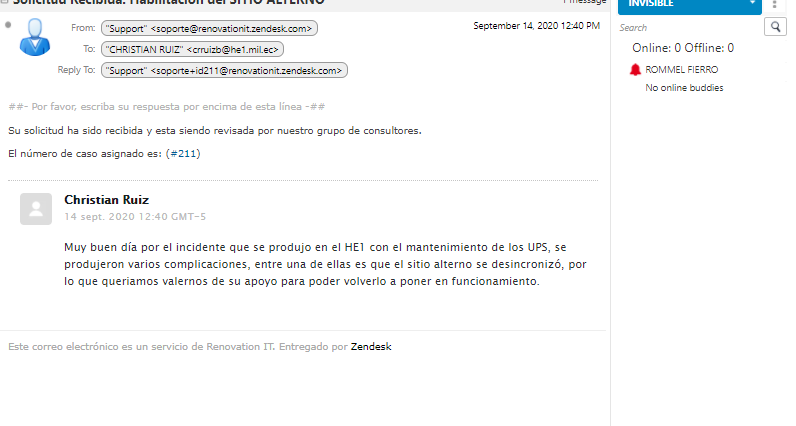 Solicitud Recibida: Habilitación del SITIO ALTERNO
1 message
From: "Support" <soporte@renovationit.zendesk.com>
September 14, 2020 12:40 PM
To: "CHRISTIAN RUIZ" <crruizb@he1.mil.ec>
Reply To: "Support" <soporte+id211@renovationit.zendesk.com>
##- Por favor, escriba su respuesta por encima de esta línea -##
Su solicitud ha sido recibida y esta siendo revisada por nuestro grupo de consultores.
El número de caso asignado es: (#211)
Christian Ruiz
14 sept. 2020 12:40 GMT-5
Muy buen día por el incidente que se produjo en el HE1 con el mantenimiento de los UPS, se
produjeron varios complicaciones, entre una de ellas es que el sitio alterno se desincronizó, por
lo que queriamos valernos de su apoyo para poder volverlo a poner en funcionamiento.
Este correo electrónico es un servicio de Renovation IT. Entregado por Zendesk
INVISIBLE
Search
Online: 0 Offline: 0
ROMMEL FIERRO
No online buddies